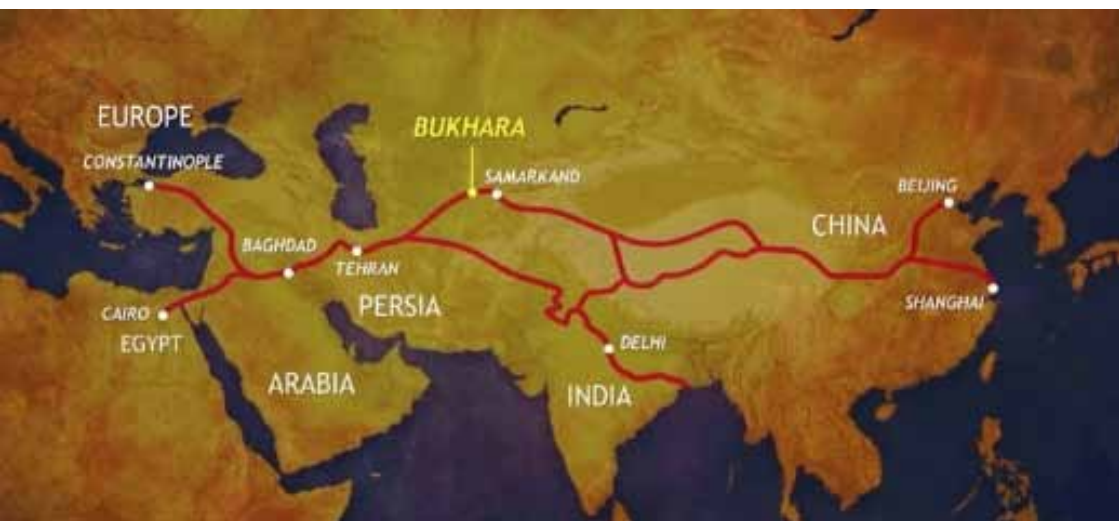 EUROPE
CONSTANTINOPLE
BUKHARA
SAMARKAND
BEIJING
CHINA
BAGHDAD
TEHRAN
PERSIA
SHANGHAI
CAIRO
EGYPT
DELHI
ARABIA
INDIA